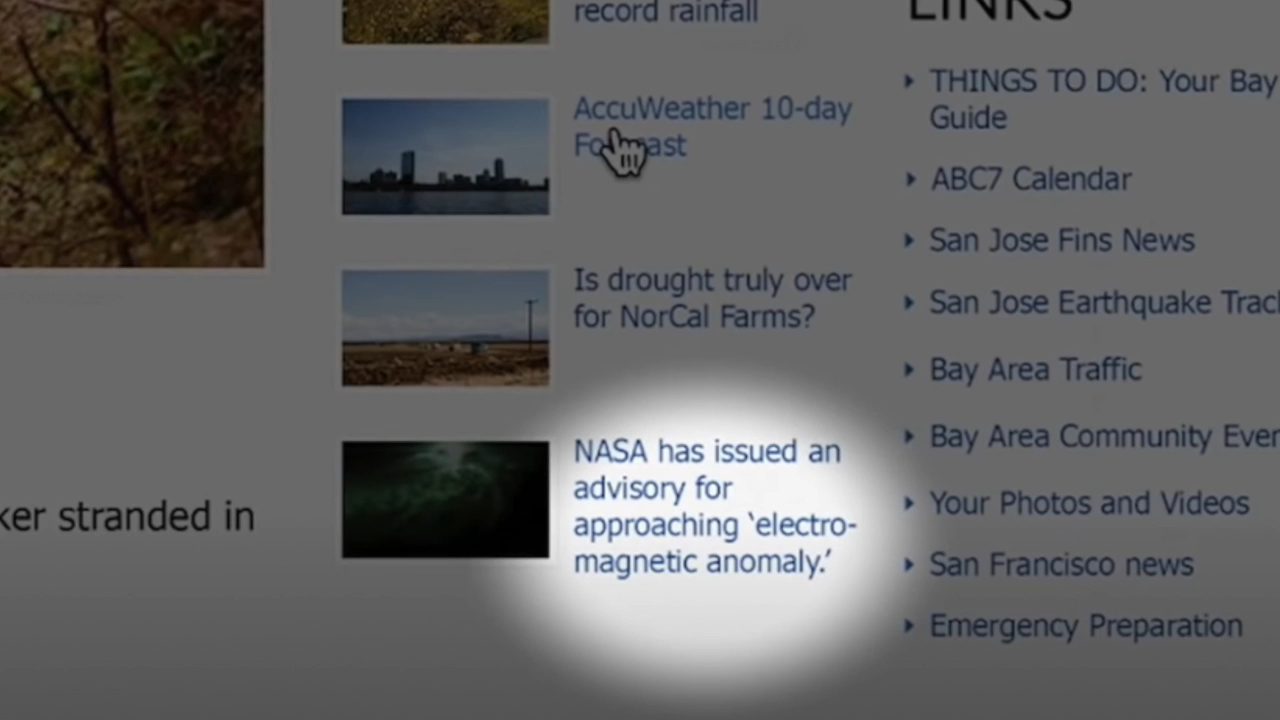 record rainfall
AccuWeather 10-day
Forecast
Is drought truly over
for NorCal Farms?
NASA has issued an
advisory for
approaching ‘electro-
magnetic anomaly.’
ker stranded in
LINKS
THINGS TO DO: Your Bay
Guide
ABC7 Calendar
San Jose Fins News
San Jose Earthquake Trac
Bay Area Traffic
Bay Area Community Even
Your Photos and Videos
San Francisco news
Emergency Preparation